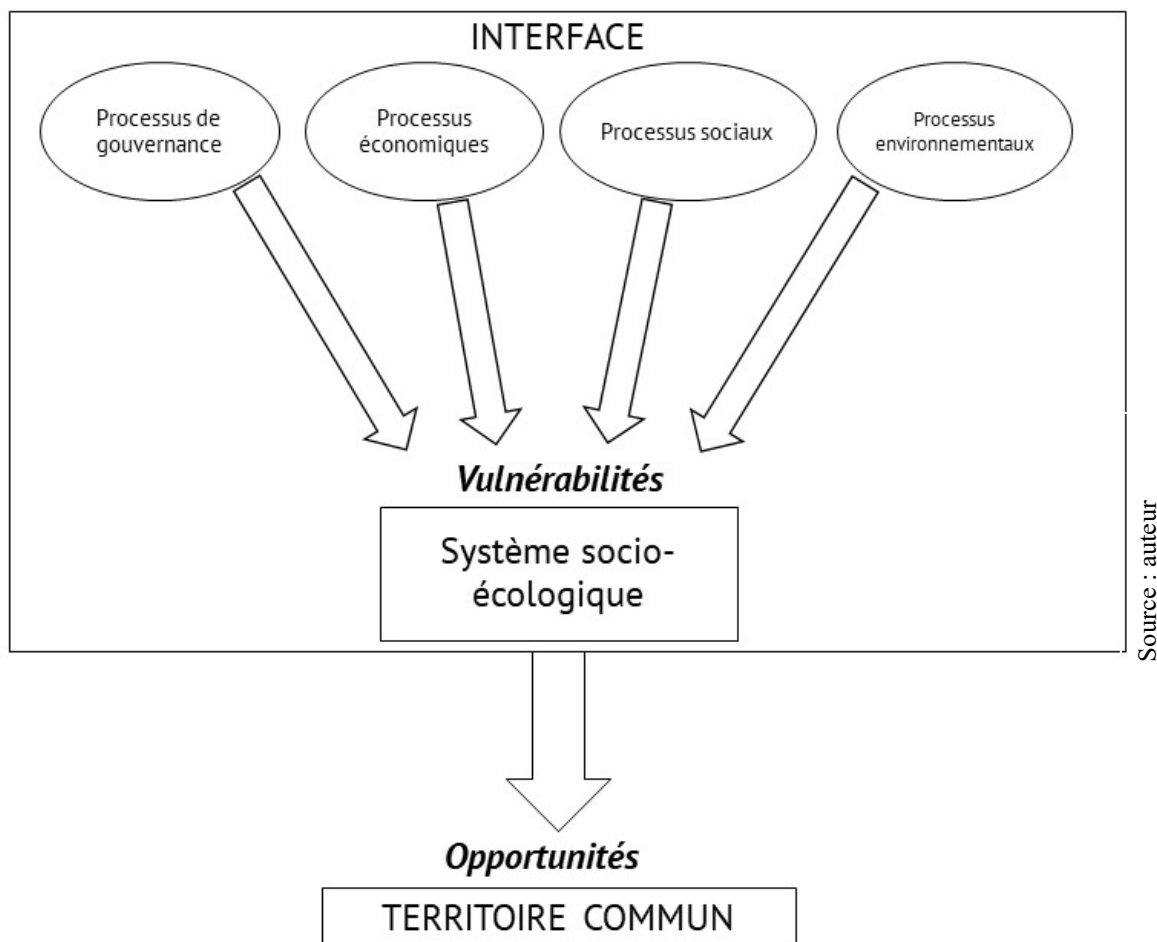 INTERFACE
Processus de
gouvernance
Processus
économiques
Processus sociaux
Processus
environnementaux
Vulnérabilités
Système socio-
écologique
Source : auteur
Opportunités
TERRITOIRE COMMUN